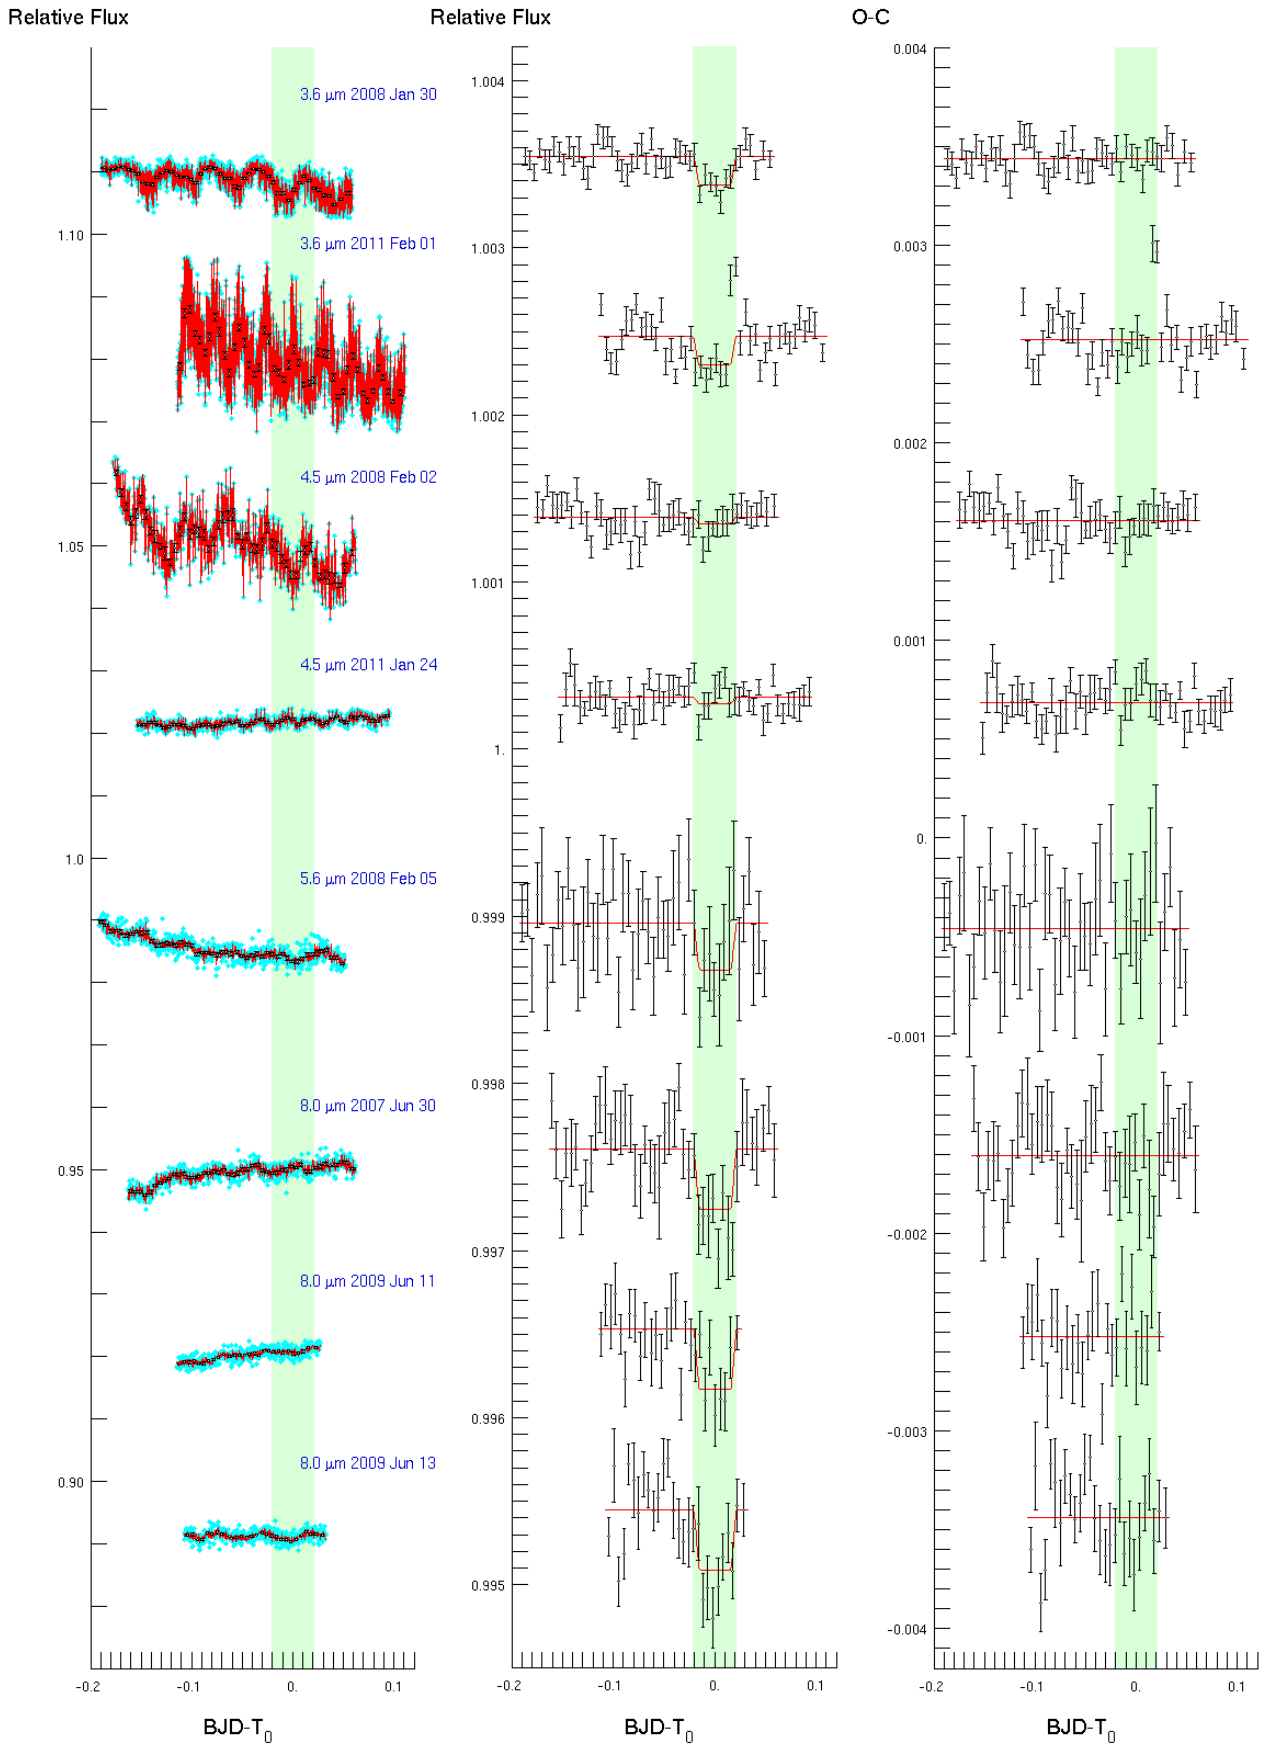 Relative Flux
Relative Flux
O-C
3.6 μm 2008 Jan 30
3.6 μm 2011 Feb 01
4.5 μm 2008 Feb 02
4.5 μm 2011 Jan 24
5.6 μm 2008 Feb 05
8.0 μm 2007 Jun 30
8.0 μm 2009 Jun 11
8.0 μm 2009 Jun 13
1.10
1.05
1.0
0.95
0.90
-0.2 -0.1 0. 0.1
BJD-T0
1.004
1.003
1.002
1.001
1.
0.999
0.998
0.997
0.996
0.995
-0.2 -0.1 0. 0.1
BJD-T0
0.004
0.003
0.002
0.001
0.
-0.001
-0.002
-0.003
-0.004
-0.2 -0.1 0. 0.1
BJD-T0